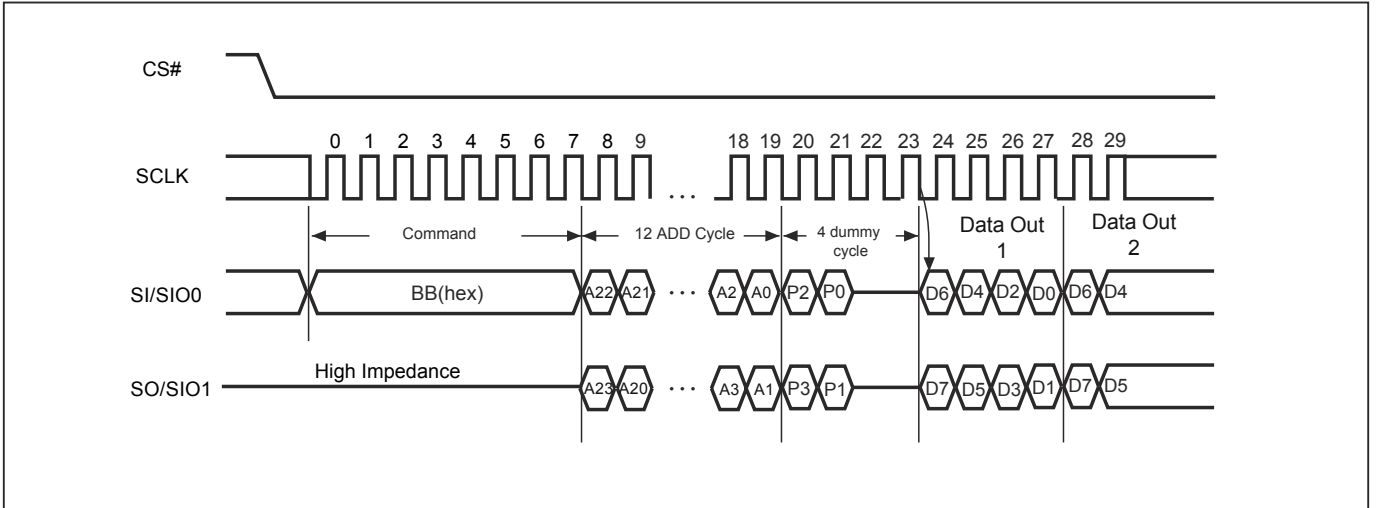 CS#
0 1 2 3 4 5 6 7 8 9 18 19 20 21 22 23 24 25 26 27 28 29
SCLK
...
Command
12 ADD Cycle
4 dummy
cycle
Data Out
1
Data Out
2
SI/SIO0
BB(hex)
A22 A21 ... A2 A0 P2 P0 D6 D4 D2 D0 D6 D4
High Impedance
SO/SIO1
A23 A20 ... A3 A1 P3 P1 D7 D5 D3 D1 D7 D5